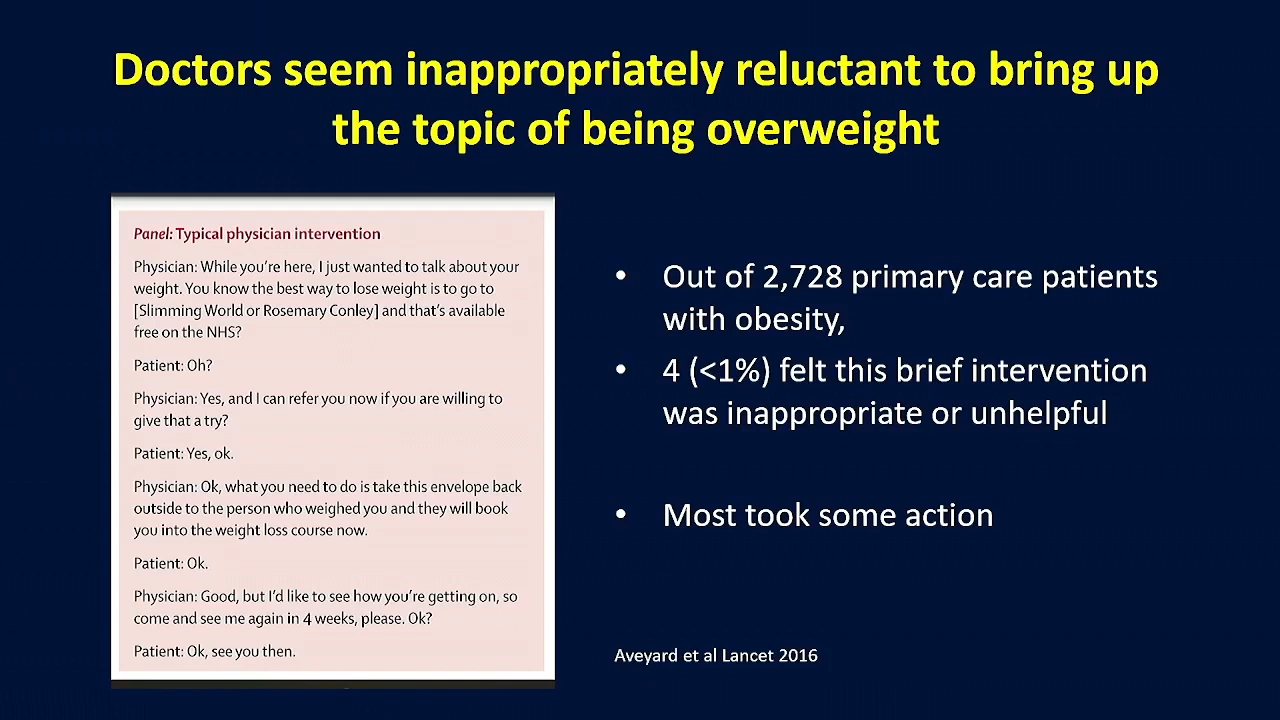 Doctors seem inappropriately reluctant to bring up
the topic of being overweight
Panel: Typical physician intervention
Physician: While you're here, I just wanted to talk about your
weight. You know the best way to lose weight is to go to
[Slimming World or Rosemary Conley] and that's available
free on the NHS?
Patient: Oh?
Physician: Yes, and I can refer you now if you are willing to
give that a try?
Patient: Yes, ok.
Physician: Ok, what you need to do is take this envelope back
outside to the person who weighed you and they will book
you into the weight loss course now.
Patient: Ok.
Physician: Good, but I'd like to see how you're getting on, so
come and see me again in 4 weeks, please. Ok?
Patient: Ok, see you then.
• Out of 2,728 primary care patients
with obesity,
• 4 (<1%) felt this brief intervention
was inappropriate or unhelpful
• Most took some action
Aveyard et al Lancet 2016